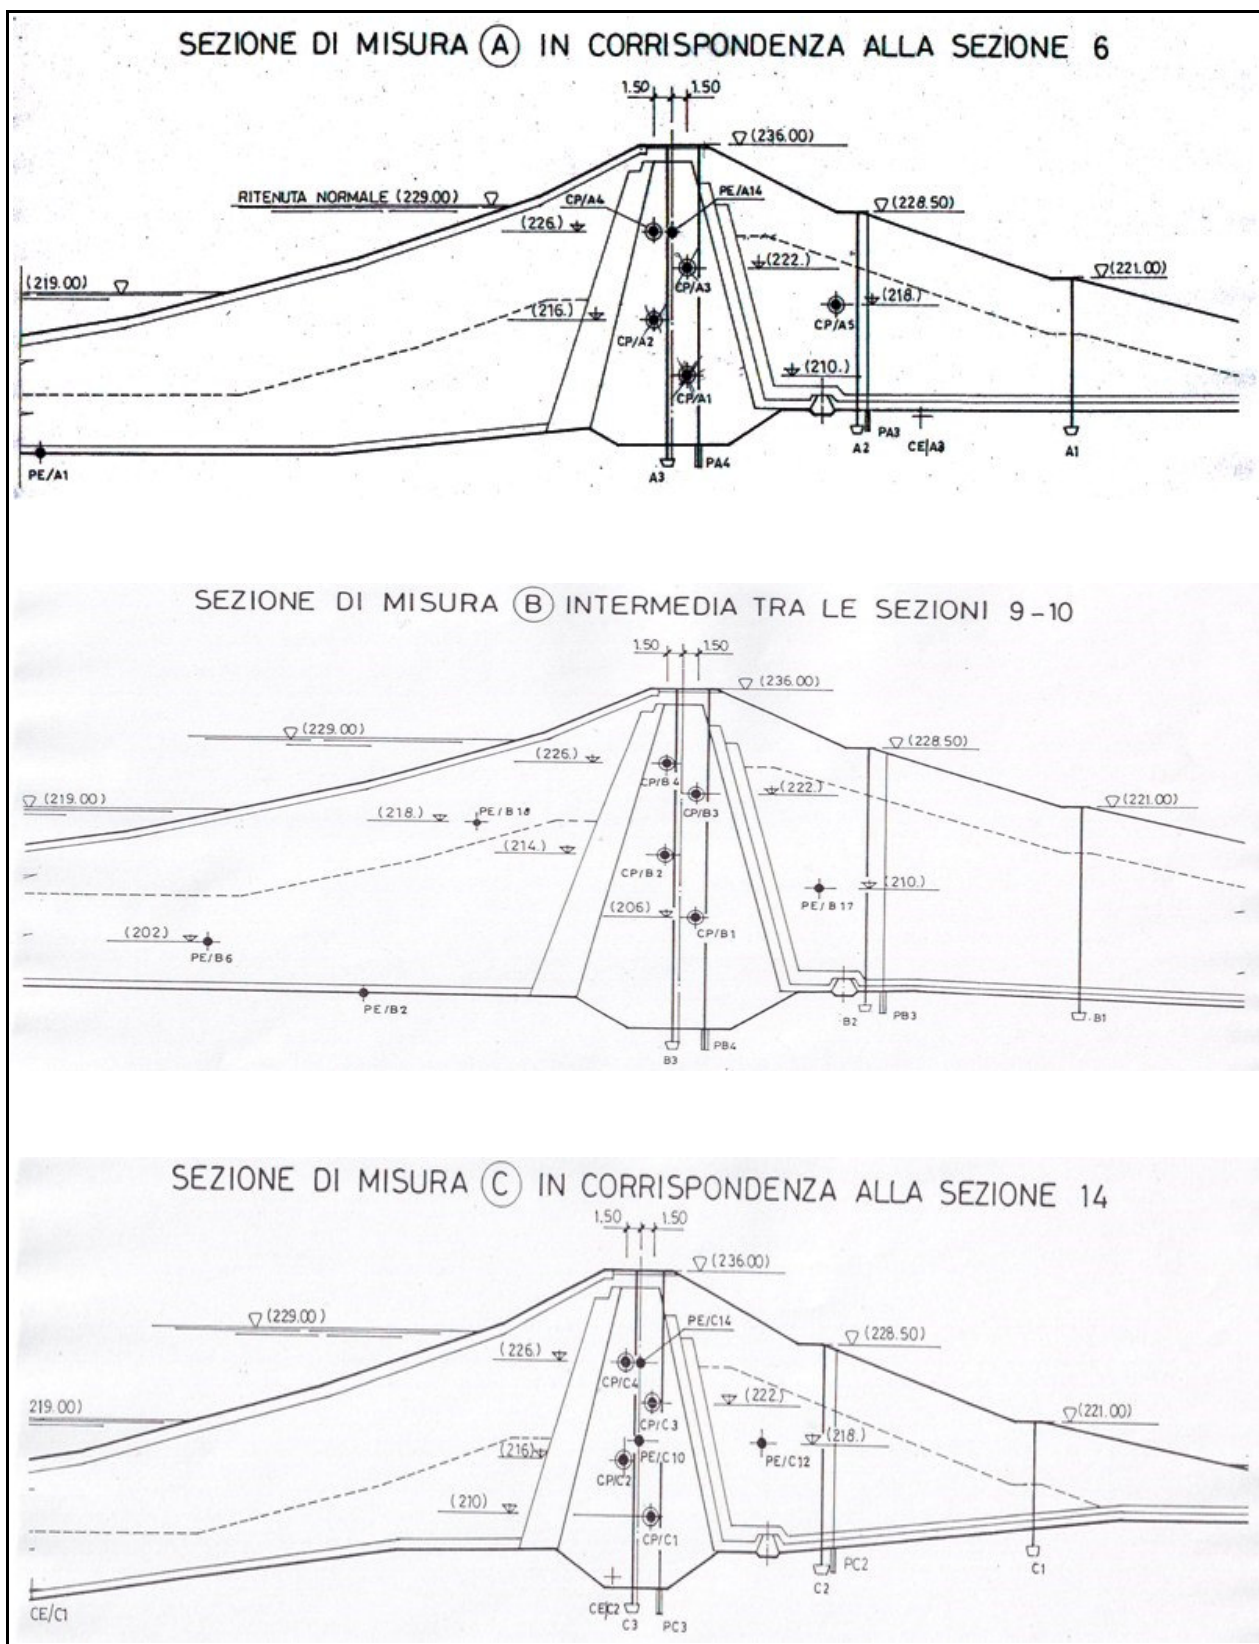 SEZIONE DI MISURA A IN CORRISPONDENZA ALLA SEZIONE 6
1.50 1.50
(236.00)
RITENUTA NORMALE (229.00)
CP/A4
PE/A14
(228.50)
(226.)
(222.)
CP/A3
(221.00)
(219.00)
(216.)
CP/A2
(218.)
CP/A5
(210.)
CP/A1
PE/A1
A3
PA4
A2
PA3
CE/A3
A1
SEZIONE DI MISURA B INTERMEDIA TRA LE SEZIONI 9-10
1.50 1.50
(236.00)
(229.00)
(228.50)
(226.)
CP/B4
(222.)
CP/B3
(219.00)
(221.00)
(218.)
PE/B18
(214.)
CP/B2
(210.)
PE/B17
(206)
CP/B1
(202)
PE/B6
PE/B2
B3
PB4
B2
PB3
B1
SEZIONE DI MISURA C IN CORRISPONDENZA ALLA SEZIONE 14
1.50 1.50
(236.00)
(229.00)
PE/C14
(228.50)
(226.)
CP/C4
(222.)
CP/C3
219.00)
(221.00)
(216)
PE/C10
(218.)
PE/C12
CP/C2
(210)
CP/C1
CE/C1
CEC2
C3
PC3
C2
PC2
C1